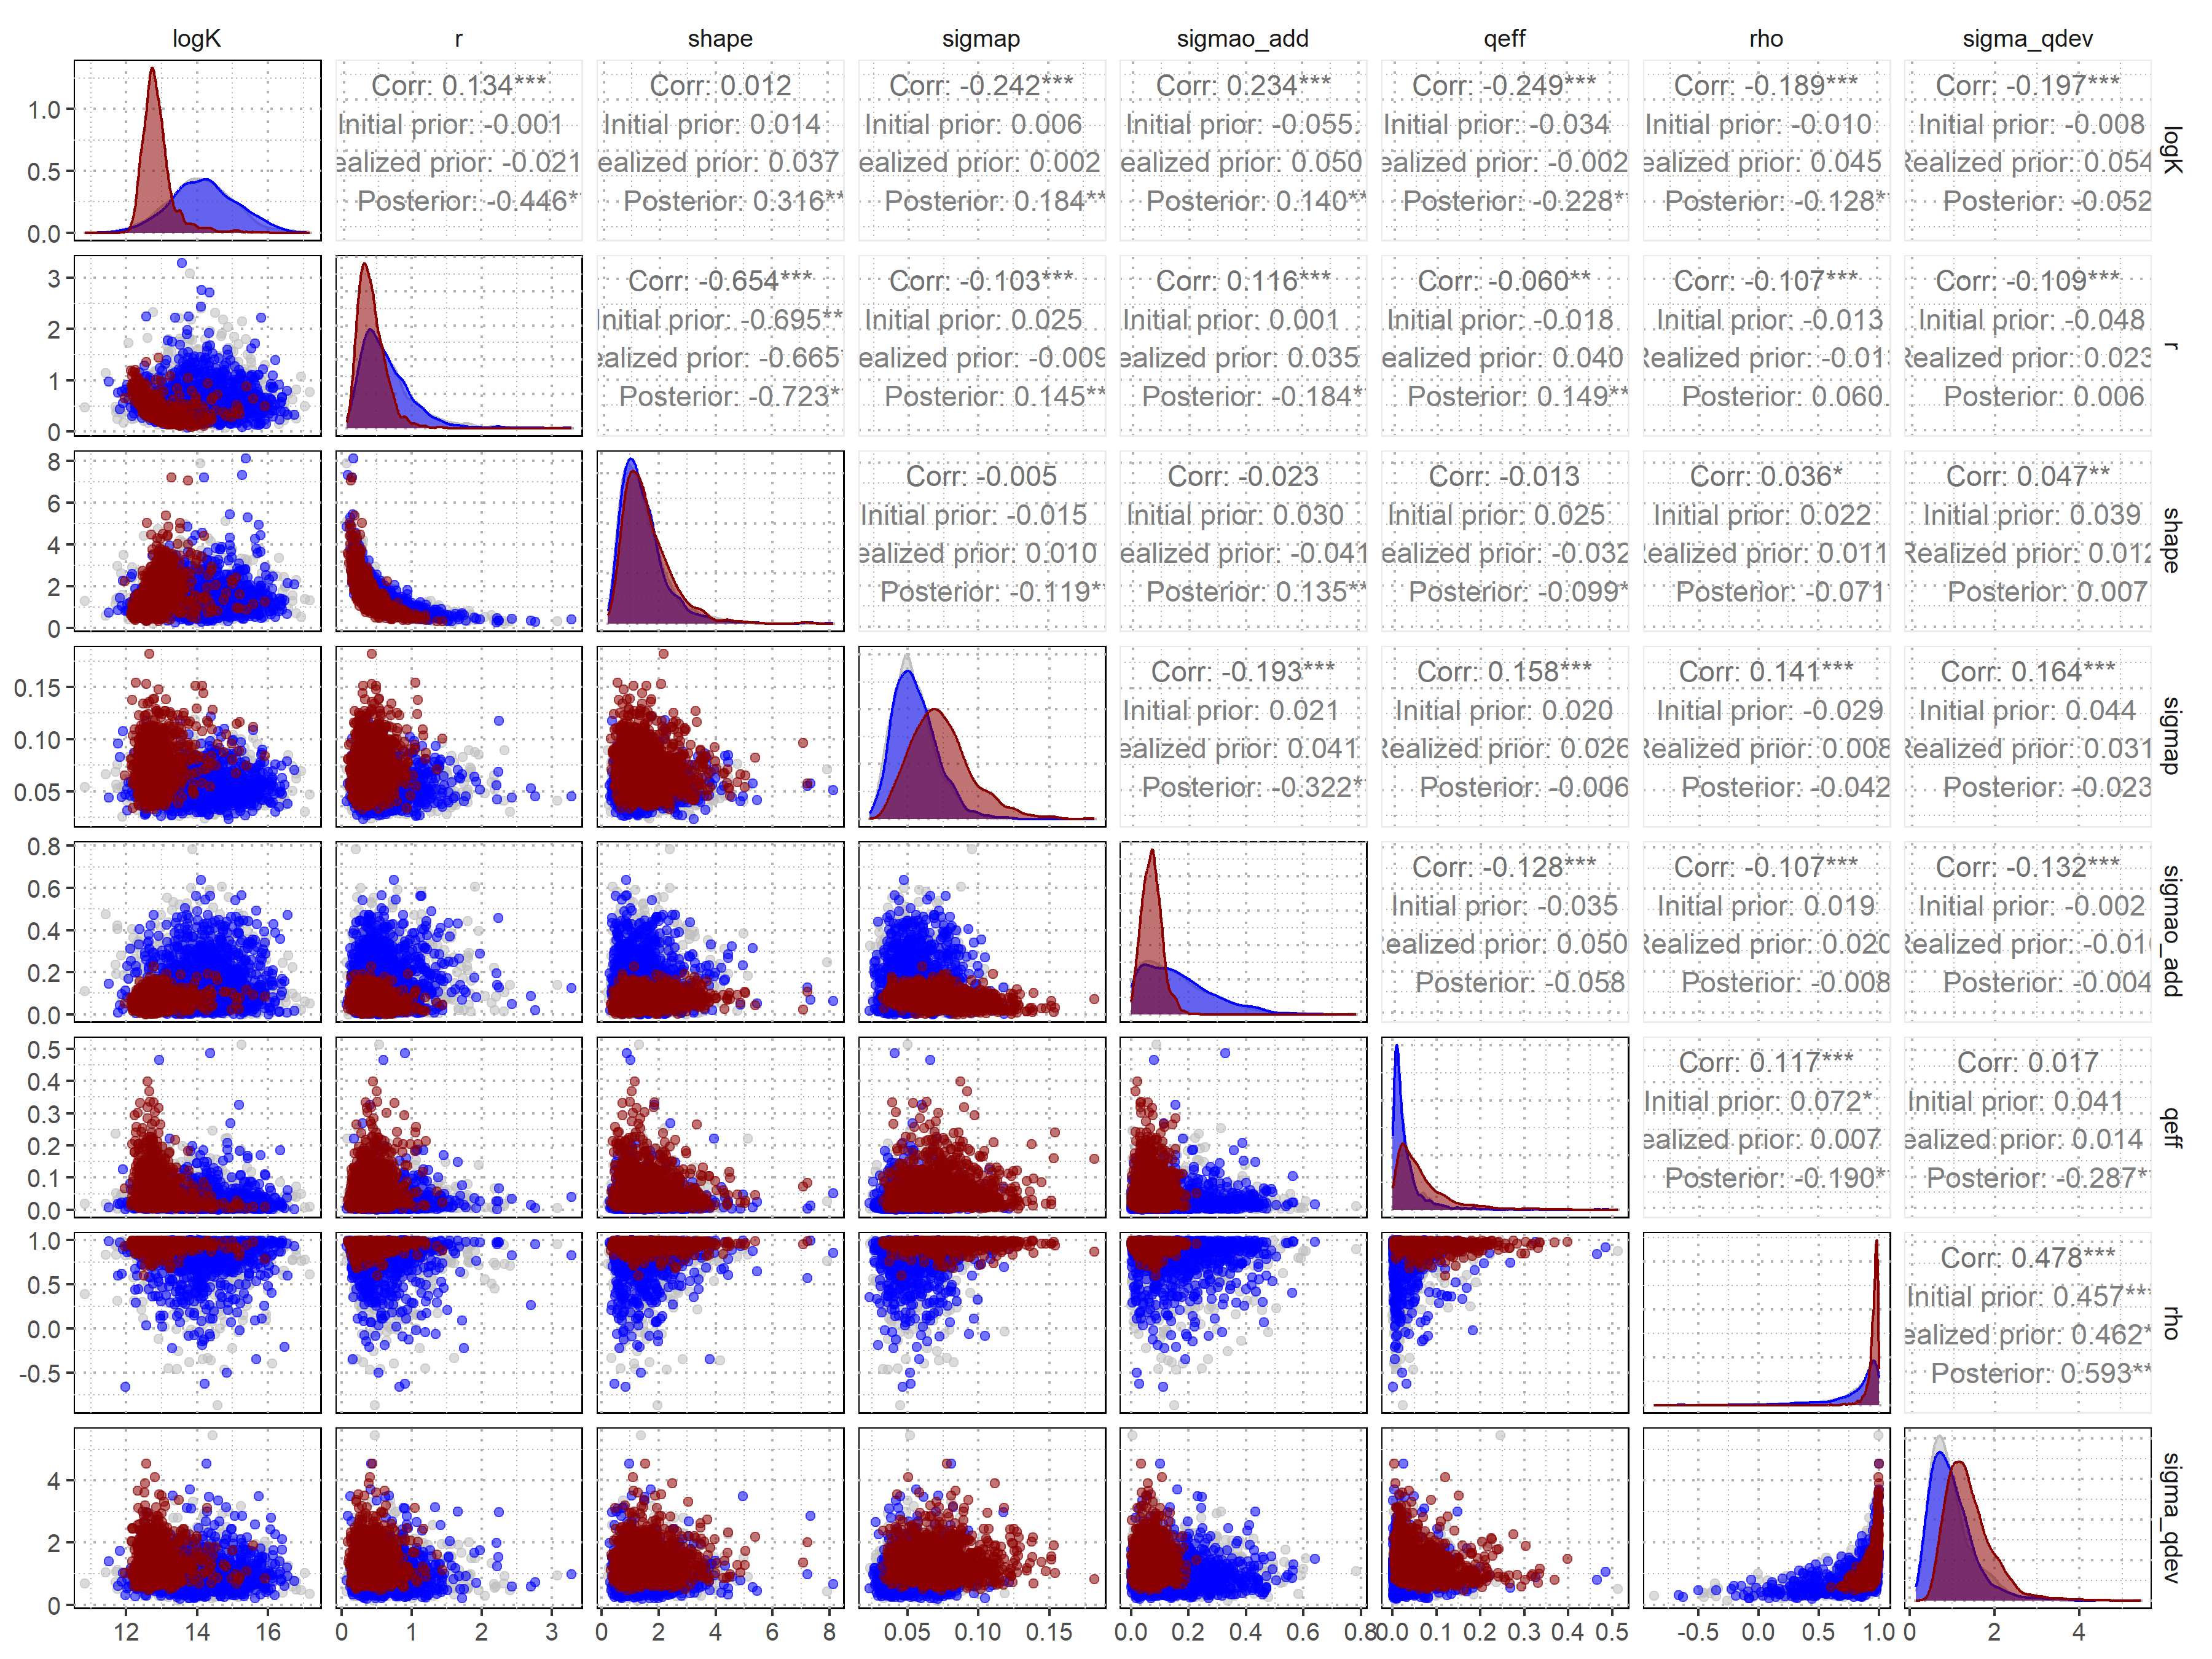 logK
r
shape
sigmap
sigmao_add
qeff
rho
sigma_qdev
1.0
0.5
0.0
Corr: 0.134***
Initial prior: -0.001
ealized prior: -0.021
Posterior: -0.446*
Corr: 0.012
Initial prior: 0.014
ealized prior: 0.037
Posterior: 0.316**
Corr: -0.242***
Initial prior: 0.006
ealized prior: 0.002
Posterior: 0.184**
Corr: 0.234***
Initial prior: -0.055.
ealized prior: 0.050
Posterior: 0.140**
Corr: -0.249***
Initial prior: -0.034
ealized prior: -0.002
Posterior: -0.228*
Corr: -0.189***
Initial prior: -0.010
ealized prior: 0.045
Posterior: -0.128*
Corr: -0.197***
Initial prior: -0.008
Realized prior: 0.054
Posterior: -0.052
logK
3
2
1
0
Corr: -0.654***
Initial prior: -0.695**
ealized prior: -0.665*
Posterior: -0.723*
Corr: -0.103***
Initial prior: 0.025
ealized prior: -0.009
Posterior: 0.145**
Corr: 0.116***
Initial prior: 0.001
ealized prior: 0.035
Posterior: -0.184*
Corr: -0.060**
Initial prior: -0.018
ealized prior: 0.040
Posterior: 0.149**
Corr: -0.107***
Initial prior: -0.013
Realized prior: -0.01
Posterior: 0.060.
Corr: -0.109***
Initial prior: -0.048
Realized prior: 0.023
Posterior: 0.006
r
8
6
4
2
0
Corr: -0.005
Initial prior: -0.015
ealized prior: 0.010
Posterior: -0.119*
Corr: -0.023
Initial prior: 0.030
ealized prior: -0.041
Posterior: 0.135**
Corr: -0.013
Initial prior: 0.025
ealized prior: -0.032
Posterior: -0.099*
Corr: 0.036*
Initial prior: 0.022
Realized prior: 0.011
Posterior: -0.071
Corr: 0.047**
Initial prior: 0.039
Realized prior: 0.012
Posterior: 0.007
shape
0.15
0.10
0.05
Corr: -0.193***
Initial prior: 0.021
ealized prior: 0.041
Posterior: -0.322*
Corr: 0.158***
Initial prior: 0.020
Realized prior: 0.026
Posterior: -0.006
Corr: 0.141***
Initial prior: -0.029
Realized prior: 0.008
Posterior: -0.042
Corr: 0.164***
Initial prior: 0.044
Realized prior: 0.031
Posterior: -0.023
sigmap
0.8
0.6
0.4
0.2
0.0
Corr: -0.128***
Initial prior: -0.035
Realized prior: 0.050
Posterior: -0.058
Corr: -0.107***
Initial prior: 0.019
Realized prior: 0.020
Posterior: -0.008
Corr: -0.132***
Initial prior: -0.002
Realized prior: -0.01
Posterior: -0.004
sigmao_add
0.5
0.4
0.3
0.2
0.1
0.0
Corr: 0.117***
Initial prior: 0.072*
ealized prior: 0.007
Posterior: -0.190*
Corr: 0.017
Initial prior: 0.041
ealized prior: 0.014
Posterior: -0.287*
qeff
1.0
0.5
0.0
-0.5
Corr: 0.478***
Initial prior: 0.457***
ealized prior: 0.462*
Posterior: 0.593**
rho
4
2
0
sigma_qdev
12 14 16
0 1 2 3
0 2 4 6 8
0.05 0.10 0.15
0.0 0.2 0.4 0.6 0.8
0.0 0.1 0.2 0.3 0.4 0.5
-0.5 0.0 0.5 1.0
0 2 4